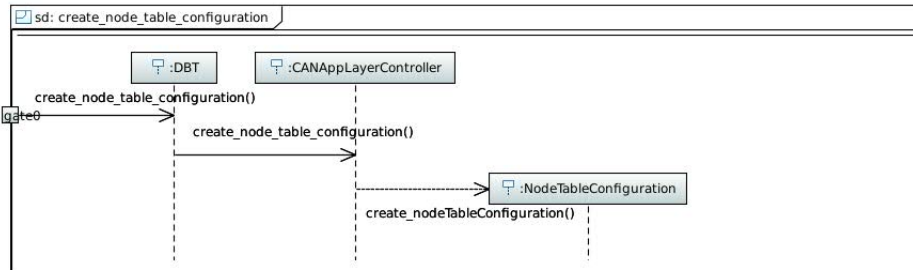 sd: create_node_table_configuration
:DBT
:CANAppLayerController
create_node_table_configuration()
gate0
create_node_table_configuration()
:NodeTableConfiguration
create_nodeTableConfiguration()